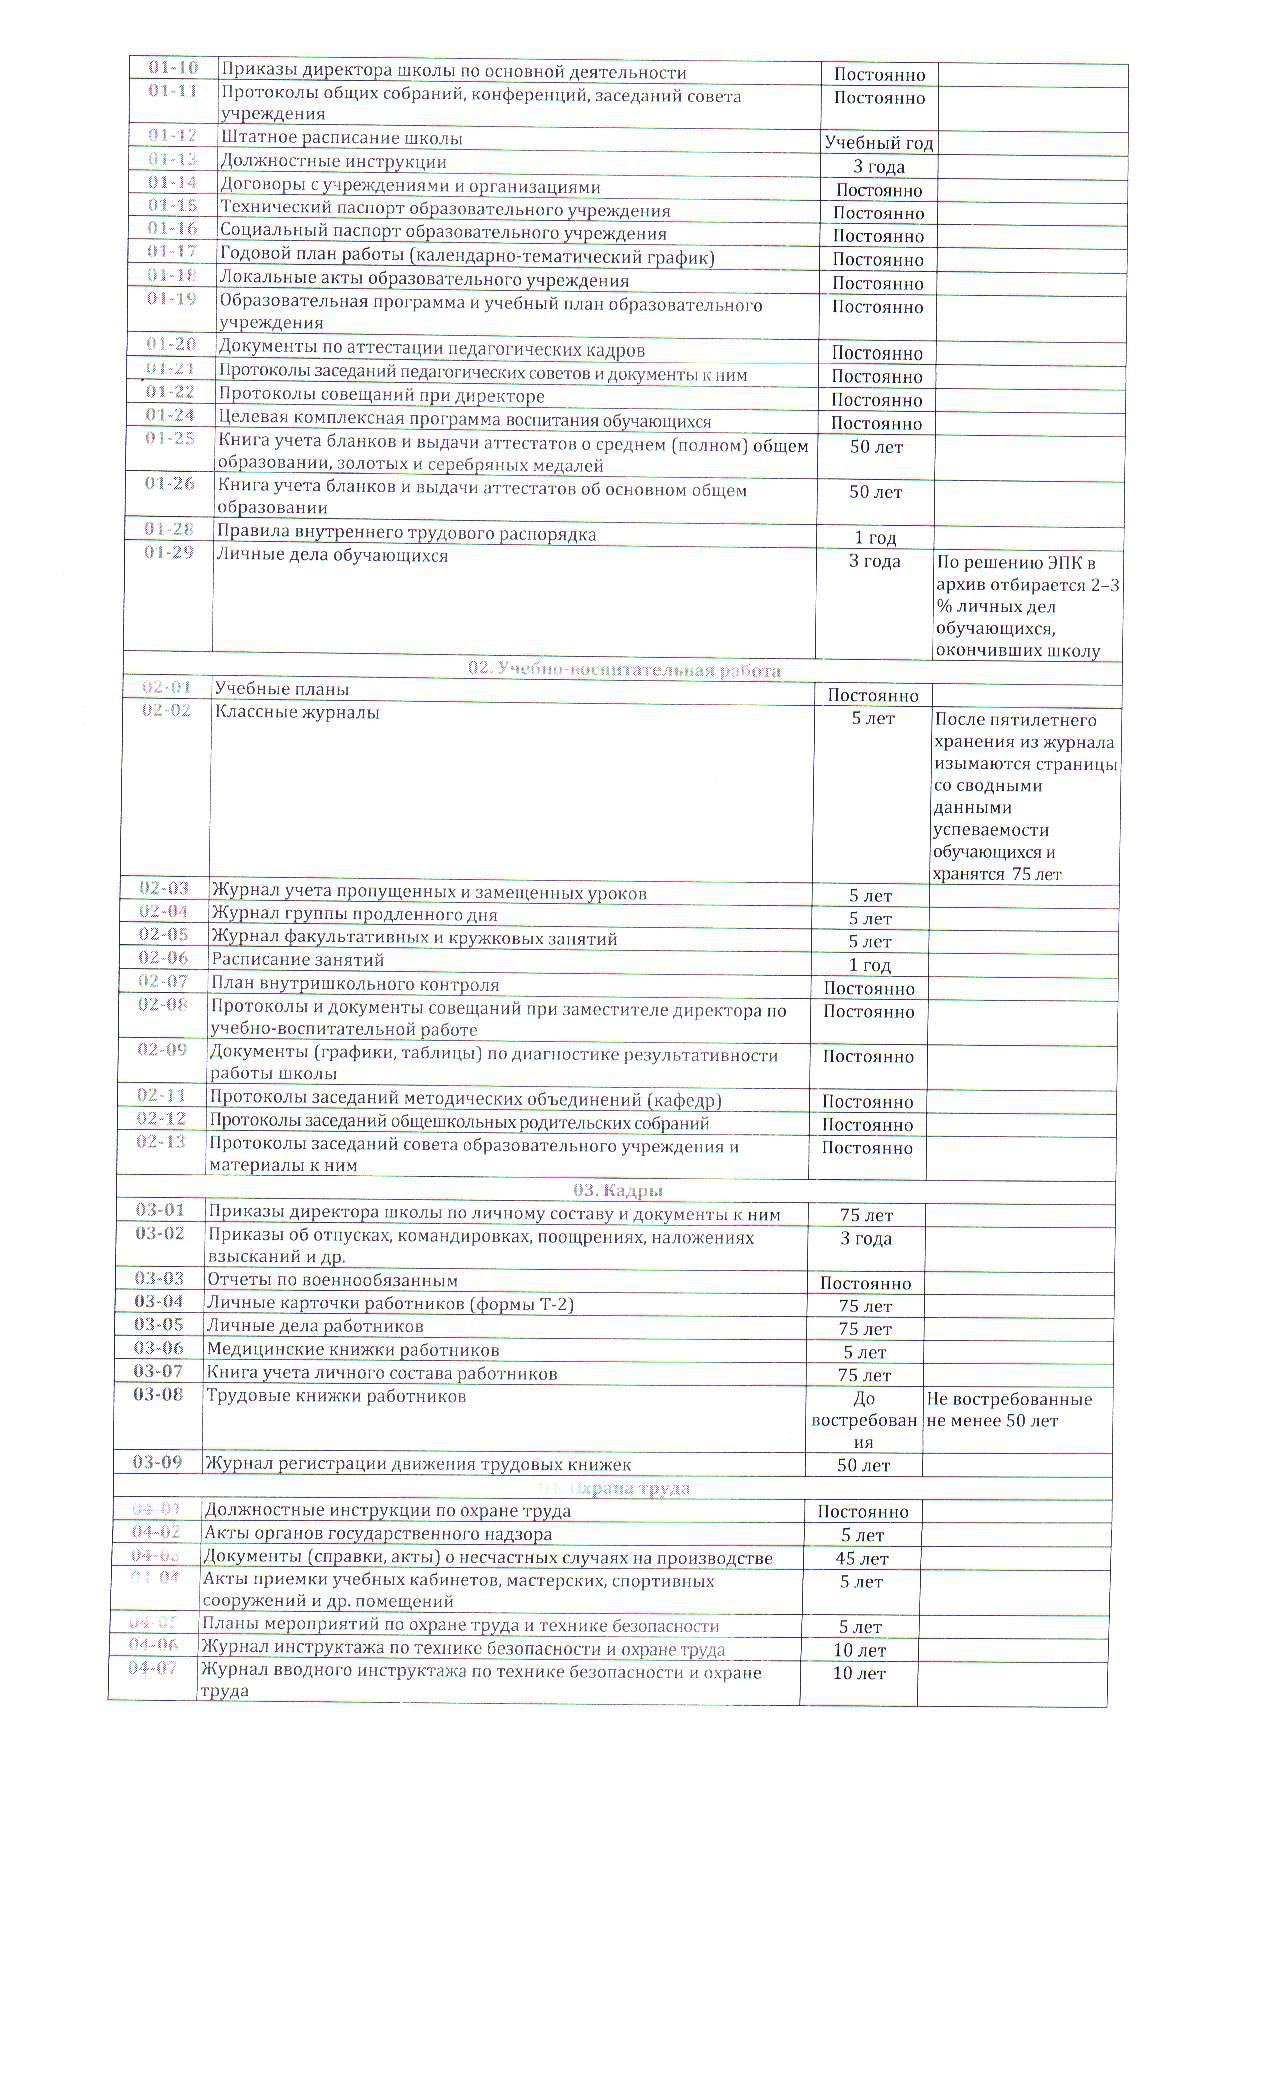 01-10 Приказы директора школы по основной деятельности Постоянно
01-11 Протоколы общих собраний, конференций, заседаний совета Постоянно
учреждения
01-12 Штатное расписание школы Учебный год
01-13 Должностные инструкции 3 года
01-14 Договоры с учреждениями и организациями Постоянно
01-15 Технический паспорт образовательного учреждения Постоянно
01-16 Социальный паспорт образовательного учреждения Постоянно
01-17 Годовой план работы (календарно-тематический график) Постоянно
01-18 Локальные акты образовательного учреждения Постоянно
01-19 Образовательная программа и учебный план образовательного Постоянно
учреждения
01-20 Документы по аттестации педагогических кадров Постоянно
01-21 Протоколы заседаний педагогических советов и документы к ним Постоянно
01-22 Протоколы совещаний при директоре Постоянно
01-24 Целевая комплексная программа воспитания обучающихся Постоянно
01-25 Книга учета бланков и выдачи аттестатов о среднем (полном) общем 50 лет
образовании, золотых и серебряных медалей
01-26 Книга учета бланков и выдачи аттестатов об основном общем 50 лет
образовании
01-28 Правила внутреннего трудового распорядка 1 год
01-29 Личные дела обучающихся 3 года По решению ЭПК в
архив отбирается 2–3
% личных дел
обучающихся,
окончивших школу
02. Учебно-воспитательная работа
02-01 Учебные планы Постоянно
02-02 Классные журналы 5 лет После пятилетнего
хранения из журнала
изымаются страницы
со сводными
данными
успеваемости
обучающихся и
хранятся 75 лет
02-03 Журнал учета пропущенных и замещенных уроков 5 лет
02-04 Журнал группы продленного дня 5 лет
02-05 Журнал факультативных и кружковых занятий 5 лет
02-06 Расписание занятий 1 год
02-07 План внутришкольного контроля Постоянно
02-08 Протоколы и документы совещаний при заместителе директора по Постоянно
учебно-воспитательной работе
02-09 Документы (графики, таблицы) по диагностике результативности Постоянно
работы школы
02-11 Протоколы заседаний методических объединений (кафедр) Постоянно
02-12 Протоколы заседаний общешкольных родительских собраний Постоянно
02-13 Протоколы заседаний совета образовательного учреждения и Постоянно
материалы к ним
03. Кадры
03-01 Приказы директора школы по личному составу и документы к ним 75 лет
03-02 Приказы об отпусках, командировках, поощрениях, наложениях 3 года
взысканий и др.
03-03 Отчеты по военнообязанным Постоянно
03-04 Личные карточки работников (формы Т-2) 75 лет
03-05 Личные дела работников 75 лет
03-06 Медицинские книжки работников 5 лет
03-07 Книга учета личного состава работников 75 лет
03-08 Трудовые книжки работников До Не востребованные
востребован не менее 50 лет
ия
03-09 Журнал регистрации движения трудовых книжек 50 лет
Охрана труда
04-01 Должностные инструкции по охране труда Постоянно
04-02 Акты органов государственного надзора 5 лет
04-03 Документы (справки, акты) о несчастных случаях на производстве 45 лет
04-04 Акты приемки учебных кабинетов, мастерских, спортивных 5 лет
сооружений и др. помещений
04-05 Планы мероприятий по охране труда и технике безопасности 5 лет
04-06 Журнал инструктажа по технике безопасности и охране труда 10 лет
04-07 Журнал вводного инструктажа по технике безопасности и охране 10 лет
труда